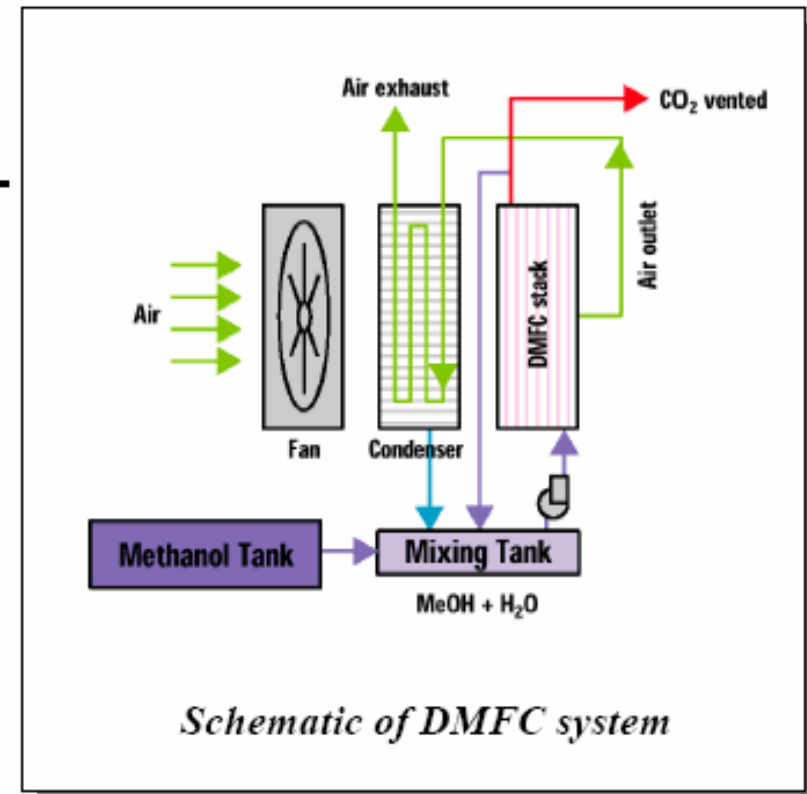 Air exhaust
CO₂ vented
Air outlet
DMFC stack
Air
Fan
Condenser
Methanol Tank
Mixing Tank
MeOH + H₂O
Schematic of DMFC system